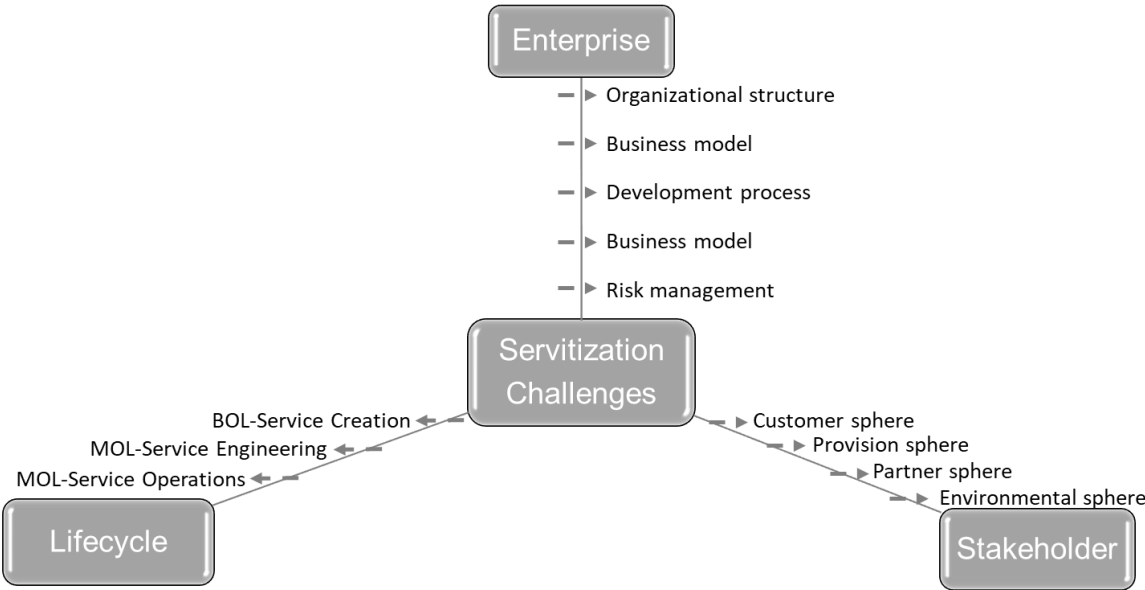 Enterprise
Organizational structure
Business model
Development process
Business model
Risk management
Servitization
Challenges
BOL-Service Creation
MOL-Service Engineering
MOL-Service Operations
Lifecycle
Customer sphere
Provision sphere
Partner sphere
Environmental sphere
Stakeholder